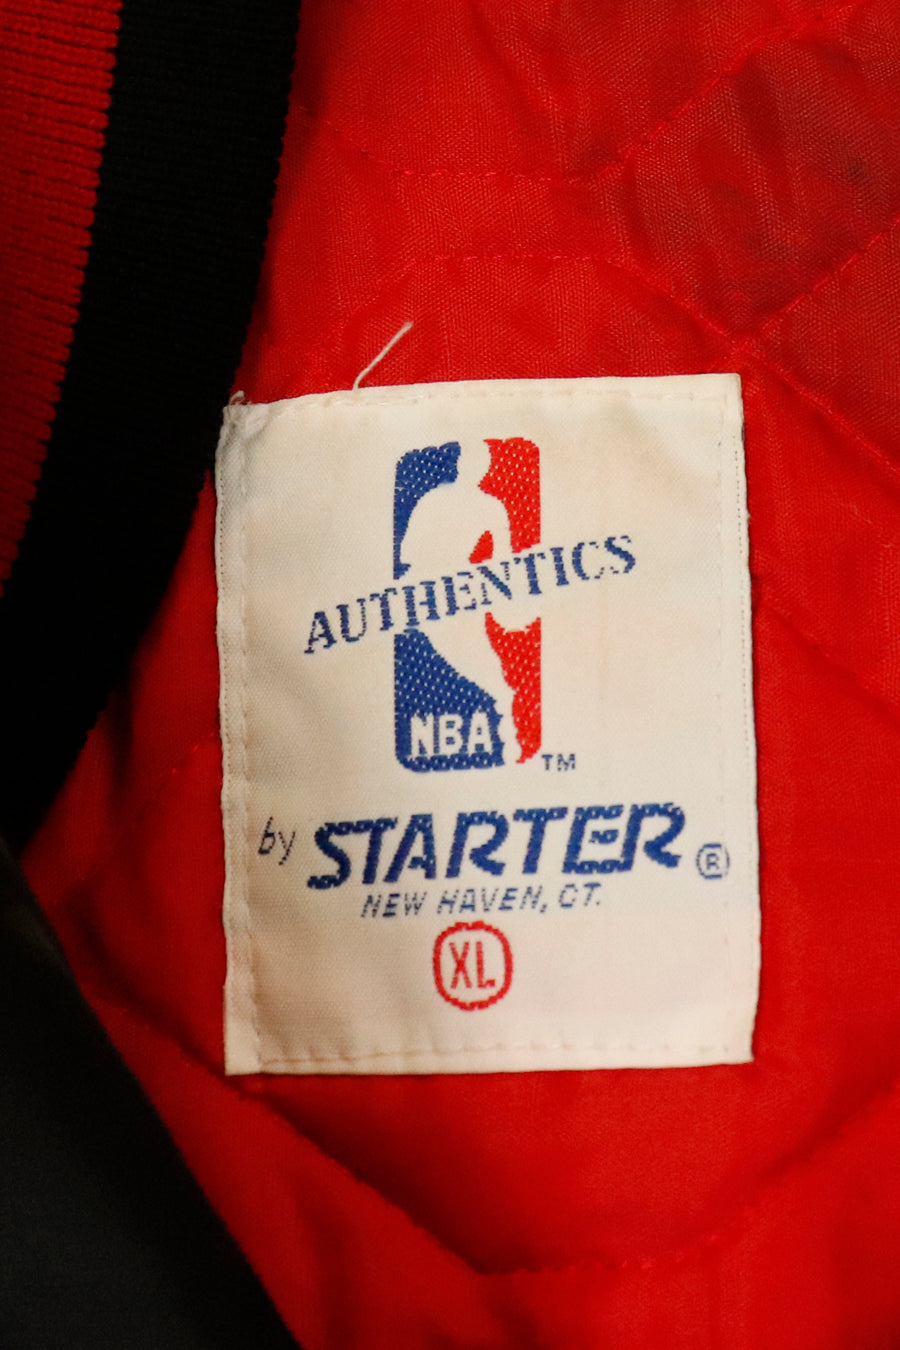 AUTHENTICS
NBA TM
by STARTER ®
NEW HAVEN, CT.
XL